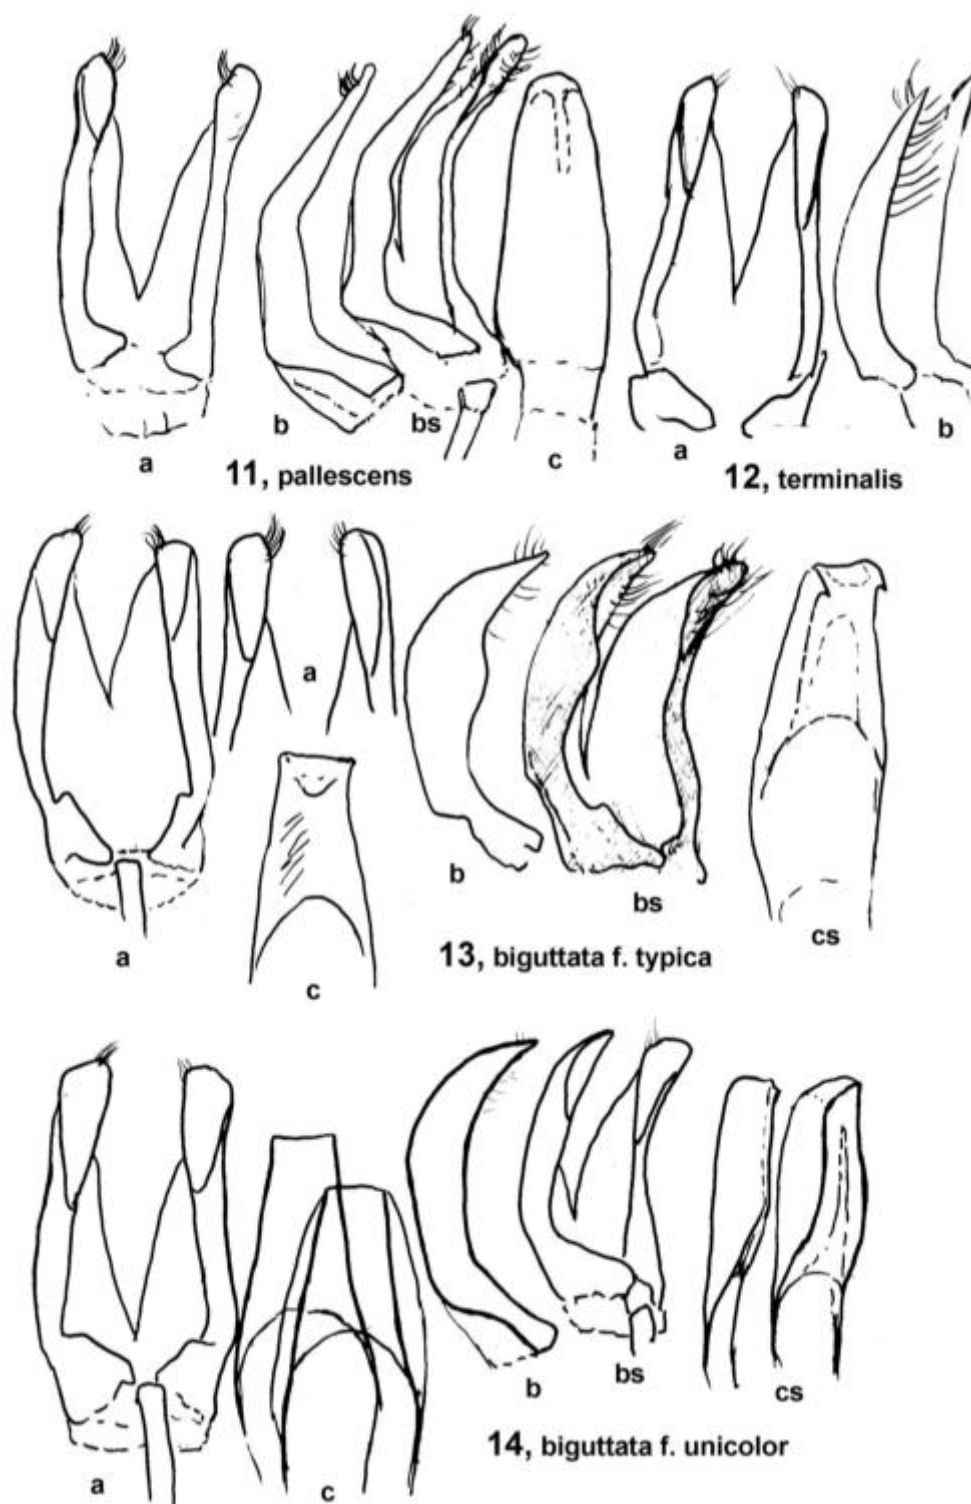 a b bs c a b
11, pallescens
12, terminalis
a
b
bs
cs
a
c
13, biguttata f. typica
a
c
b
bs
cs
14, biguttata f. unicolor